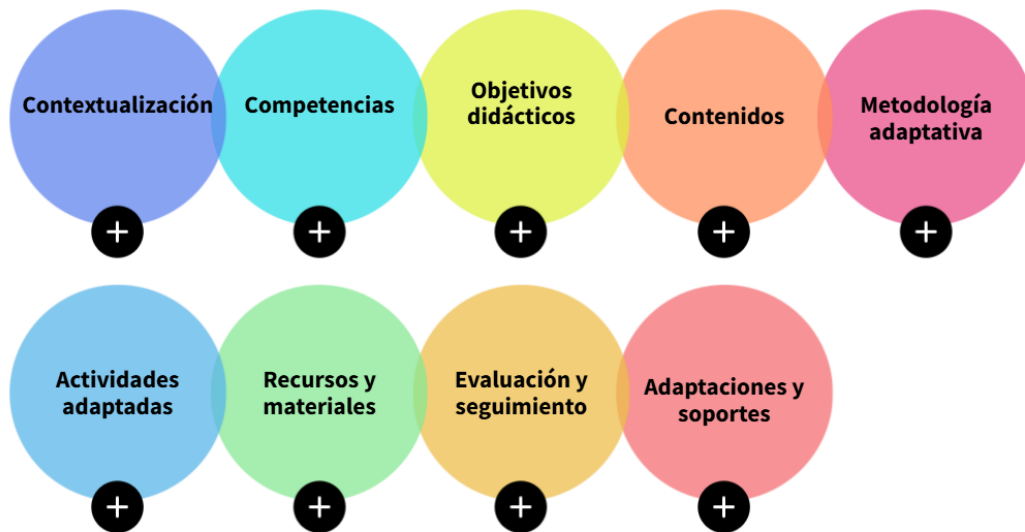 Contextualización
Competencias
Objetivos
didácticos
Contenidos
Metodología
adaptativa
Actividades
adaptadas
Recursos y
materiales
Evaluación y
seguimiento
Adaptaciones y
soportes